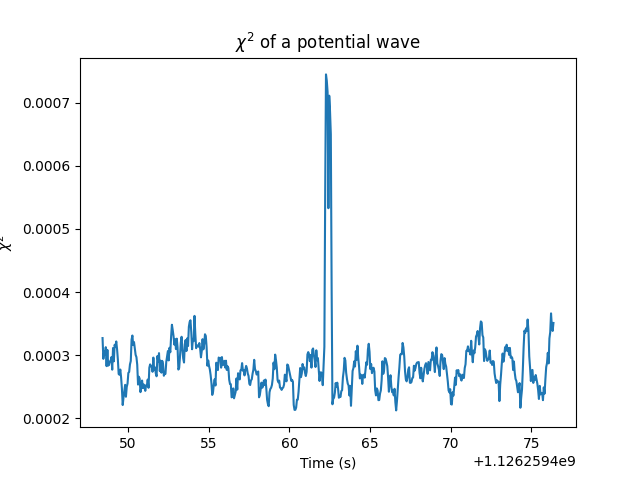 χ² of a potential wave
0.0007
0.0006
0.0005
0.0004
0.0003
0.0002
χ²
50 55 60 65 70 75
Time (s)
+1.1262594e9